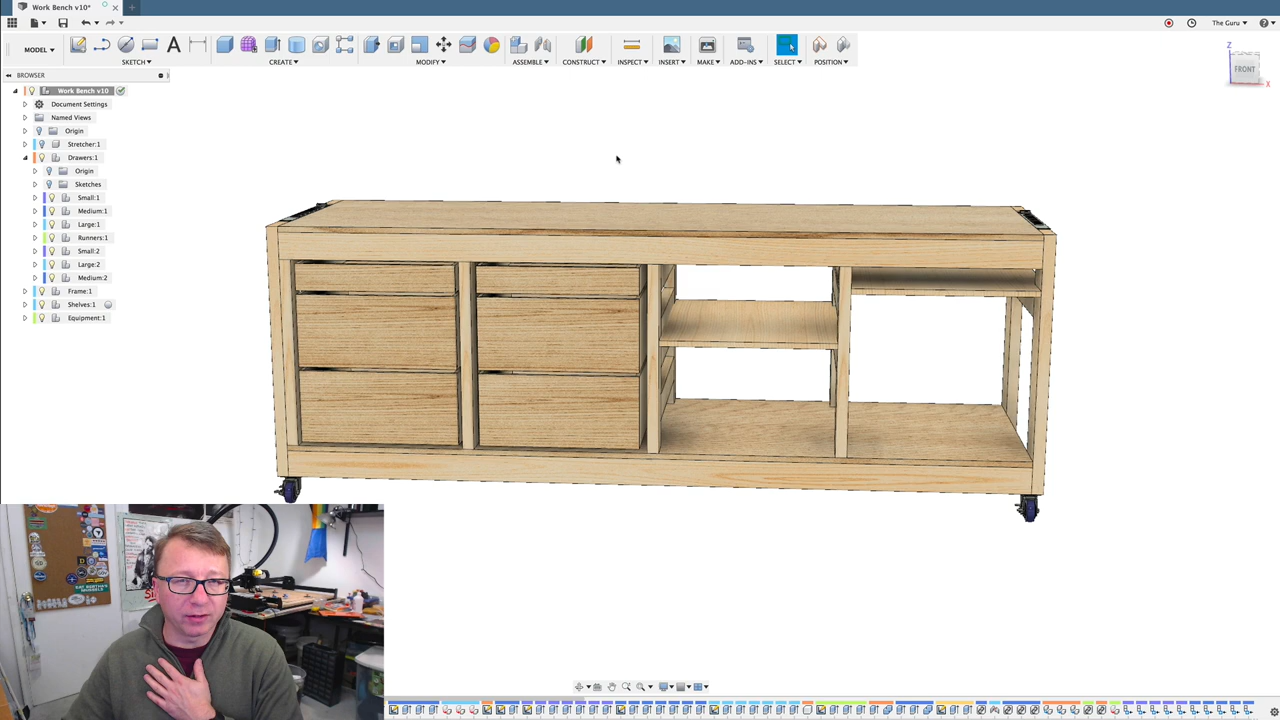 Work Bench v10*
The Guru
MODEL
SKETCH
CREATE
MODIFY
ASSEMBLE
CONSTRUCT
INSPECT
INSERT
MAKE
ADD-INS
SELECT
POSITION
Z
FRONT
X
BROWSER
Work Bench v10
Document Settings
Named Views
Origin
Stretcher:1
Drawers:1
Origin
Sketches
Small:1
Medium:1
Large:1
Runners:1
Small:2
Large:2
Medium:2
Frame:1
Shelves:1
Equipment:1